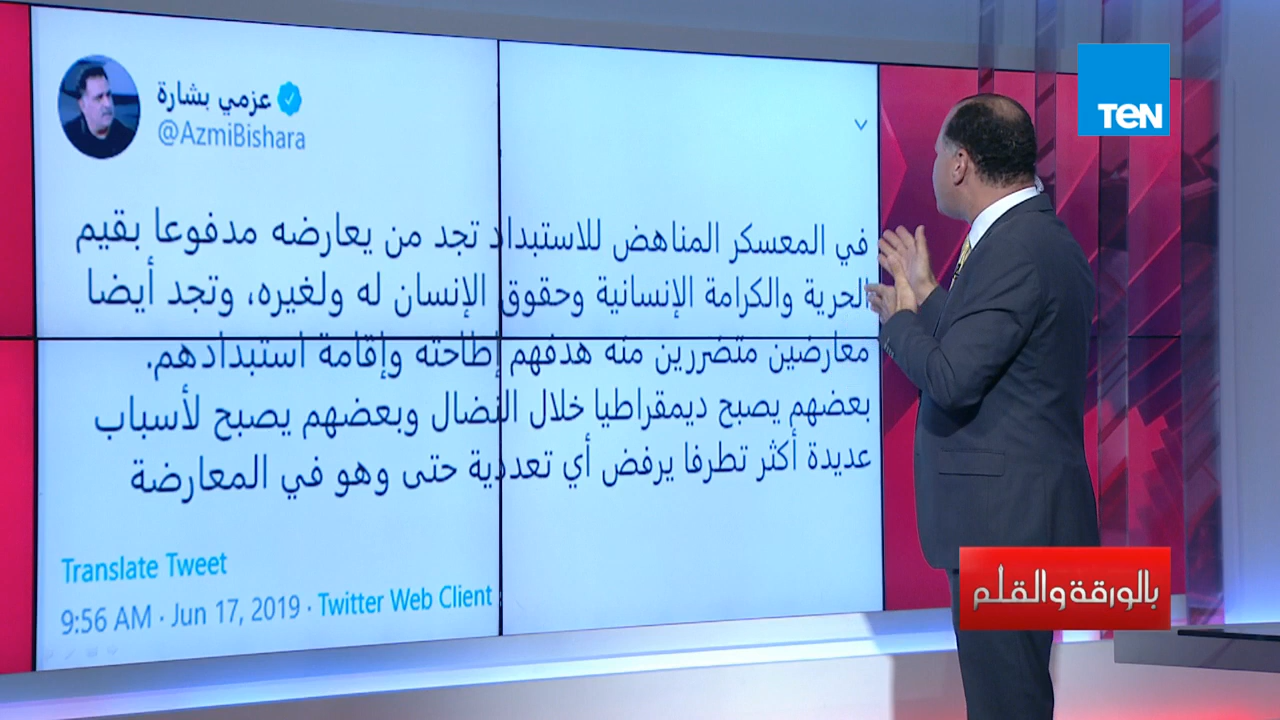 TEN
عزمي بشارة
@AzmiBishara
في المعسكر المناهض للاستبداد تجد من يعارضه مدفوعا بقيم
الحرية والكرامة الإنسانية وحقوق الإنسان له ولغيره، وتجد أيضا
معارضين متضررين منه هدفهم إطاحته وإقامة استبدادهم.
بعضهم يصبح ديمقراطيا خلال النضال وبعضهم يصبح لأسباب
عديدة أكثر تطرفا يرفض أي تعددية حتى وهو في المعارضة
Translate Tweet
9:56 AM · Jun 17, 2019 · Twitter Web Client
بالورقة والقلم